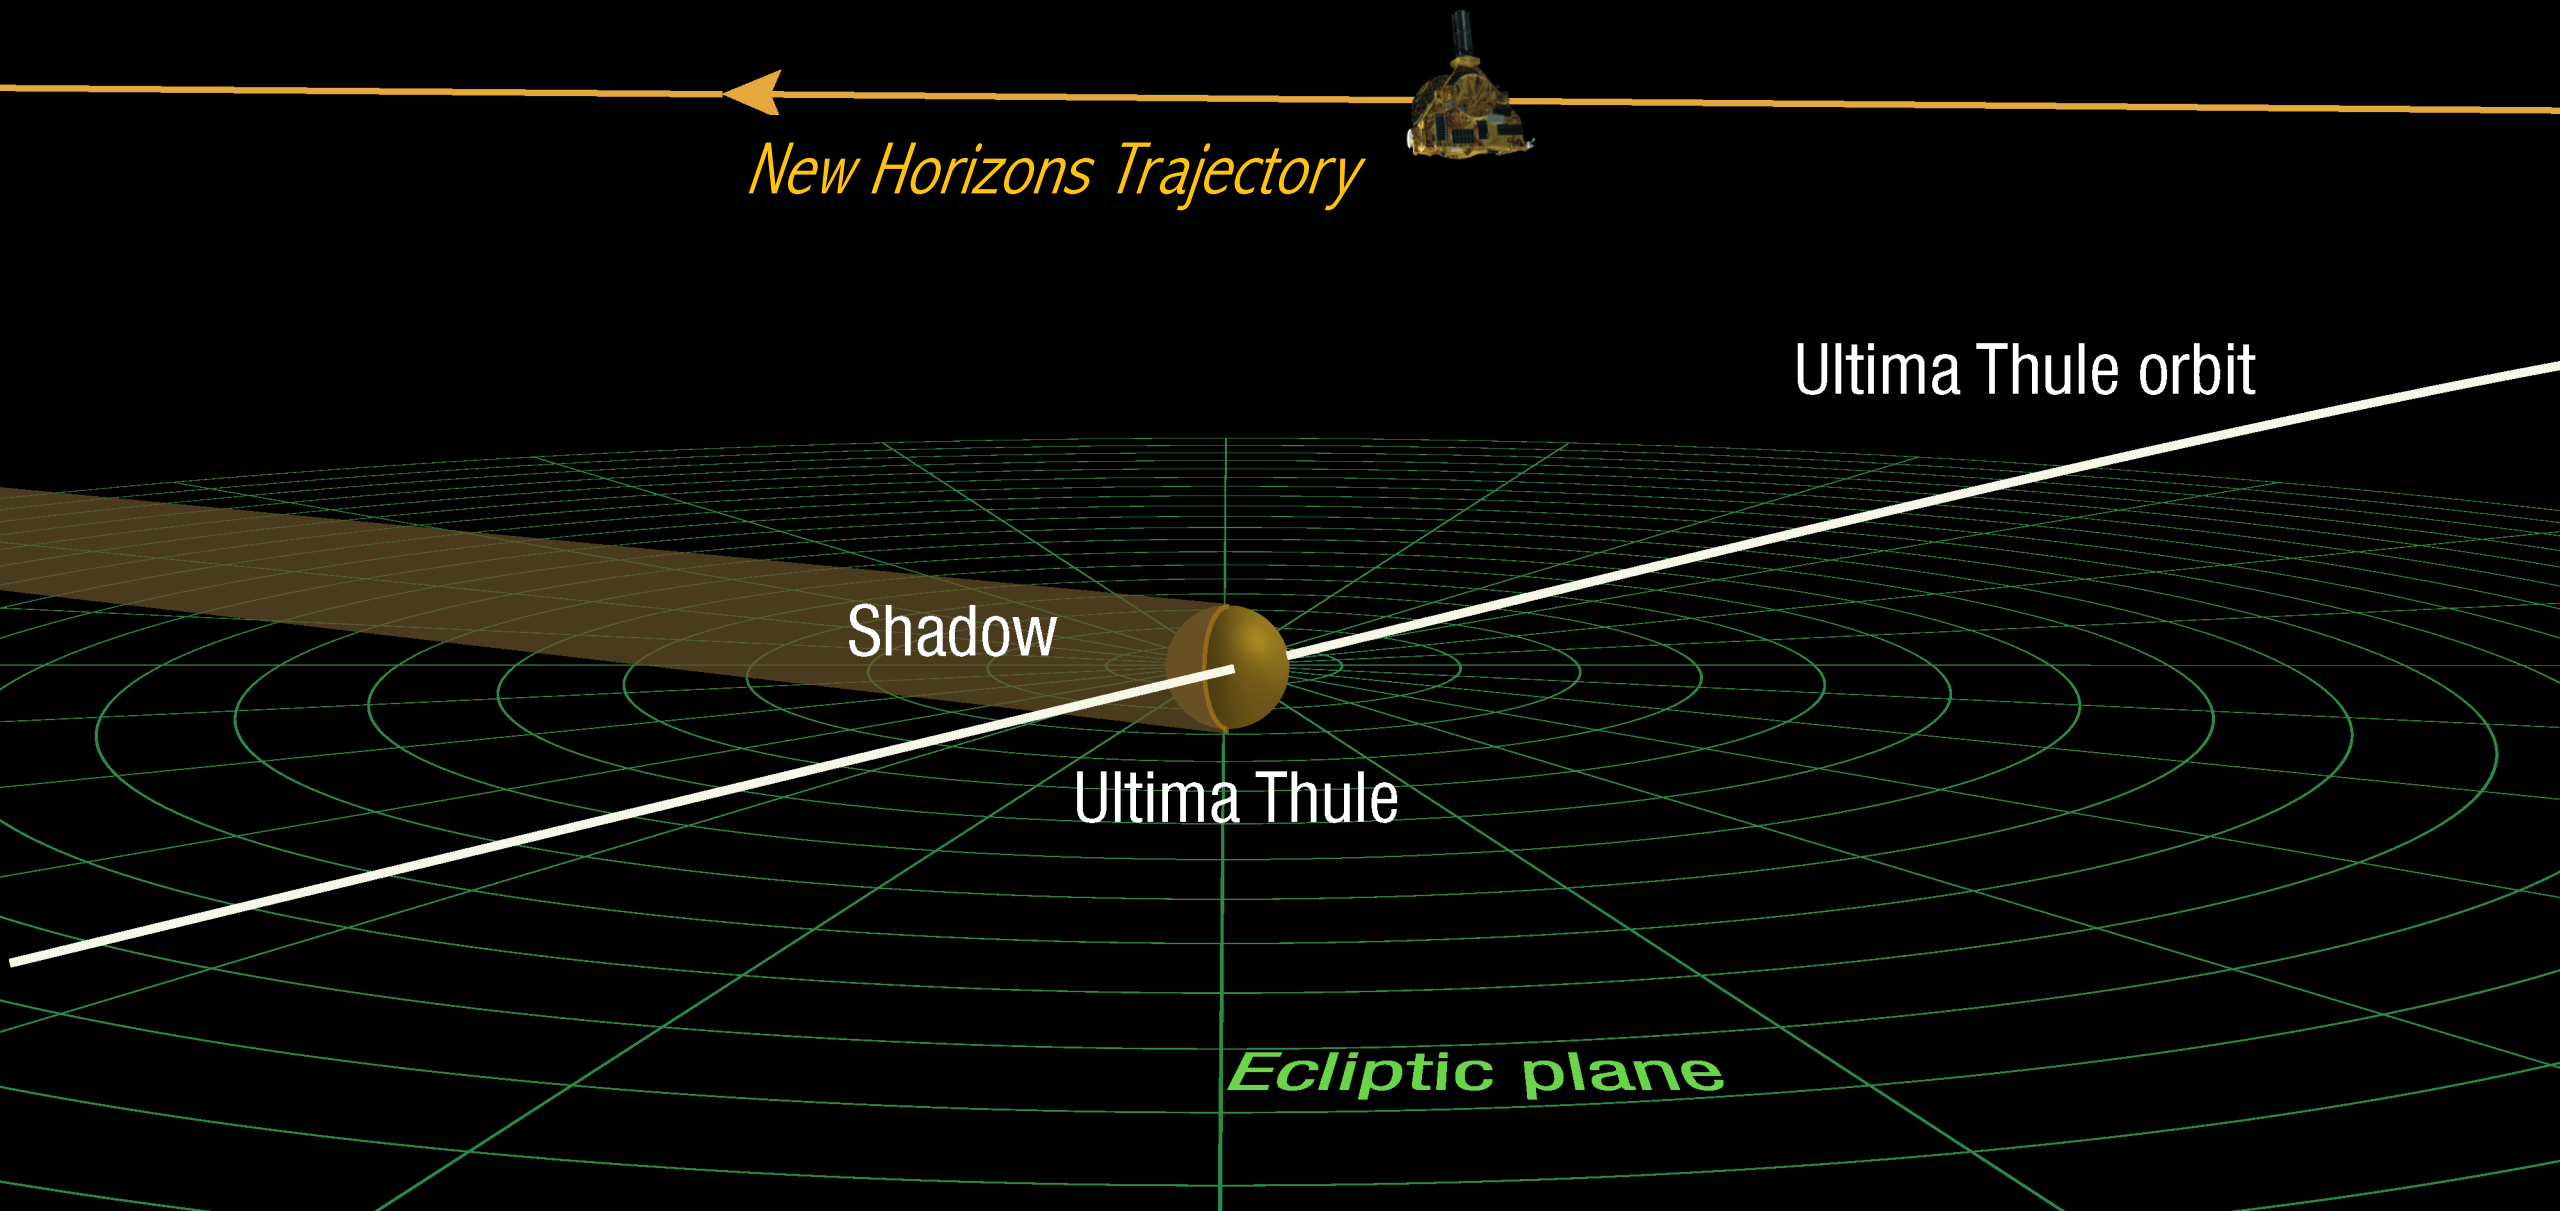 New Horizons Trajectory
Ultima Thule orbit
Shadow
Ultima Thule
Ecliptic plane